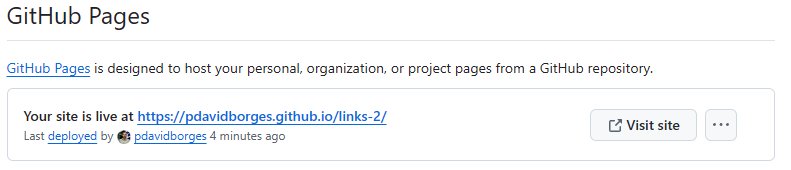 GitHub Pages
GitHub Pages is designed to host your personal, organization, or project pages from a GitHub repository.
Your site is live at https://pdavidborges.github.io/links-2/
Last deployed by pdavidborges 4 minutes ago
Visit site